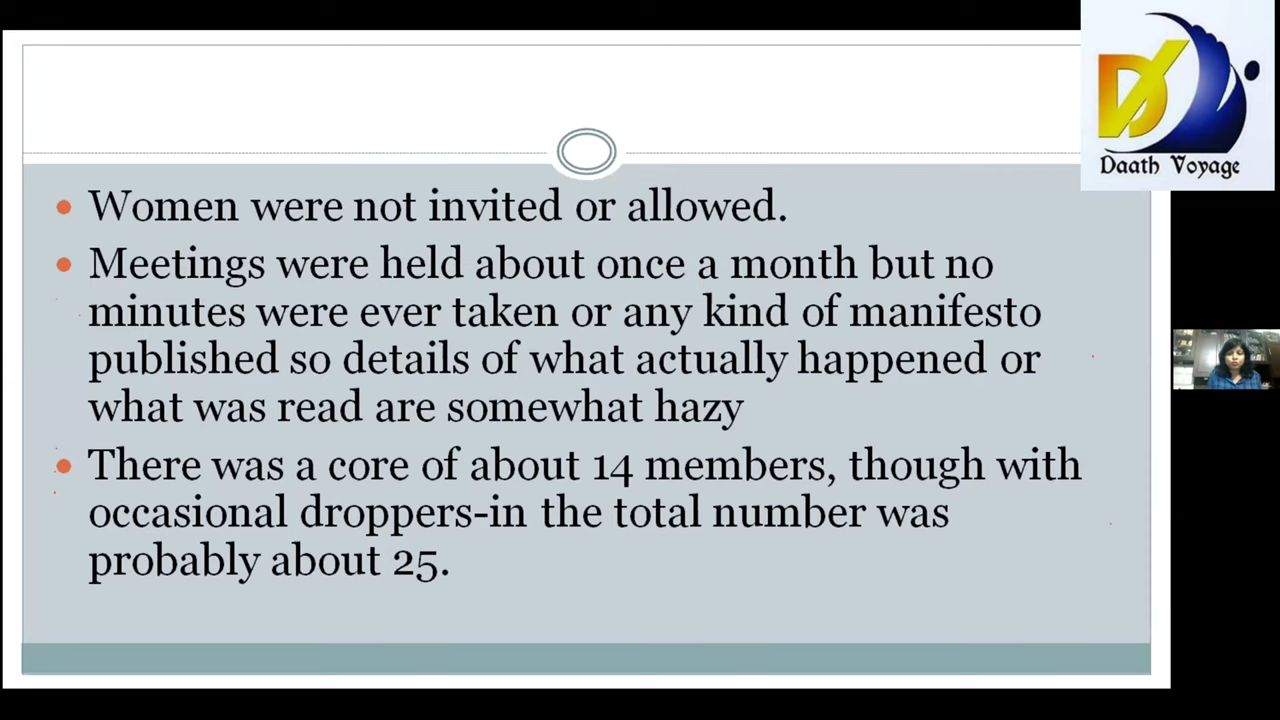 Daath Voyage
Women were not invited or allowed.
Meetings were held about once a month but no
minutes were ever taken or any kind of manifesto
published so details of what actually happened or
what was read are somewhat hazy
There was a core of about 14 members, though with
occasional droppers-in the total number was
probably about 25.